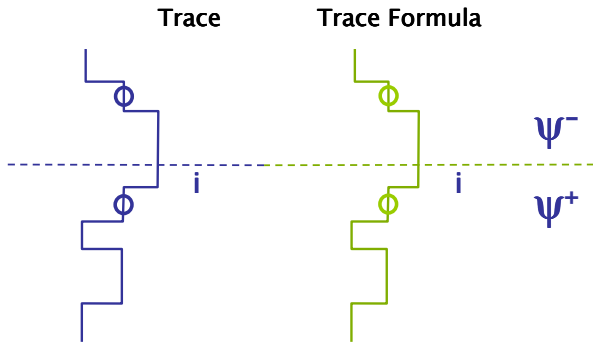 Trace Trace Formula
ψ⁻
i i
ψ⁺